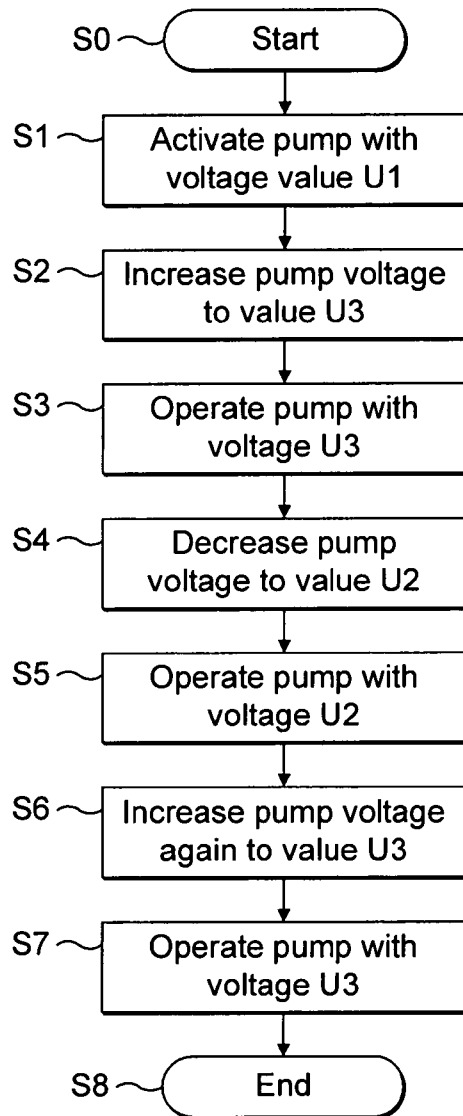 S0
Start
S1
Activate pump with
voltage value U1
S2
Increase pump voltage
to value U3
S3
Operate pump with
voltage U3
S4
Decrease pump
voltage to value U2
S5
Operate pump with
voltage U2
S6
Increase pump voltage
again to value U3
S7
Operate pump with
voltage U3
S8
End